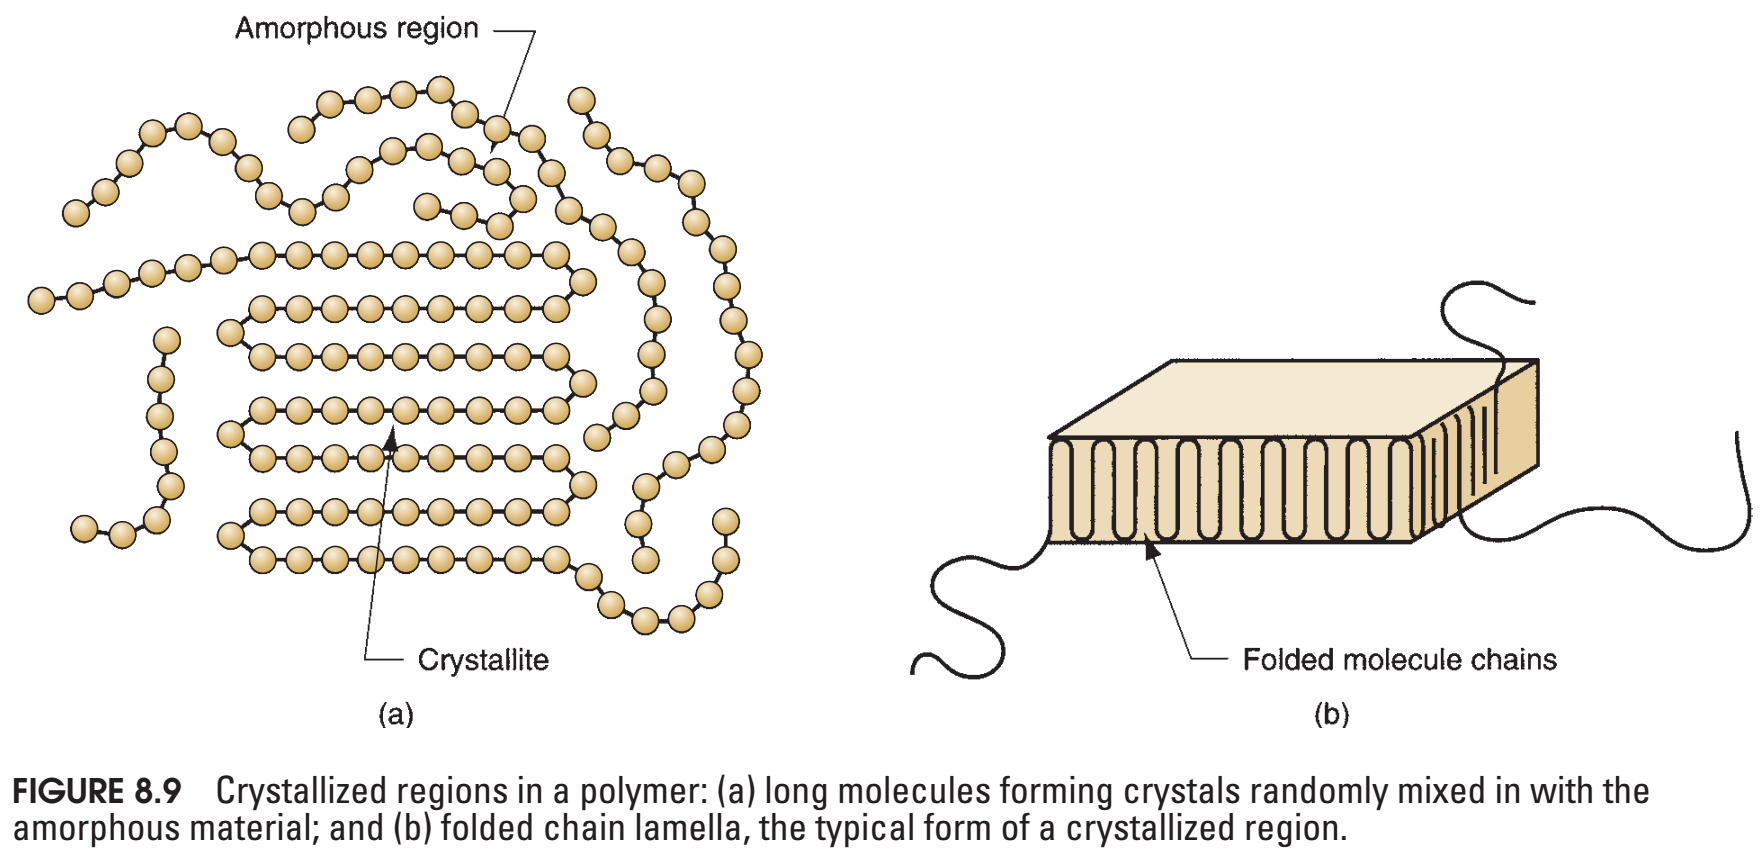 Amorphous region
Crystallite
(a)
Folded molecule chains
(b)
FIGURE 8.9 Crystallized regions in a polymer: (a) long molecules forming crystals randomly mixed in with the
amorphous material; and (b) folded chain lamella, the typical form of a crystallized region.